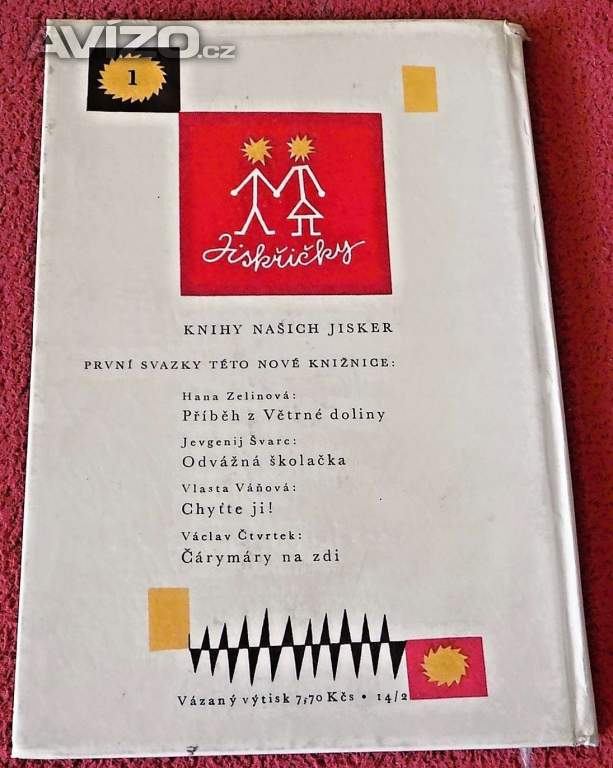 AVÍZO.cz
1
Jiskřičky
KNIHY NAŠICH JISKER
PRVNÍ SVAZKY TÉTO NOVÉ KNIŽNICE:
Hana Zelinová:
Příběh z Větrné doliny
Jevgenij Švarc:
Odvážná školačka
Vlasta Váňová:
Chyťte ji!
Václav Čtvrtek:
Čárymáry na zdi
Vázaný výtisk 7,70 Kčs • 14/2